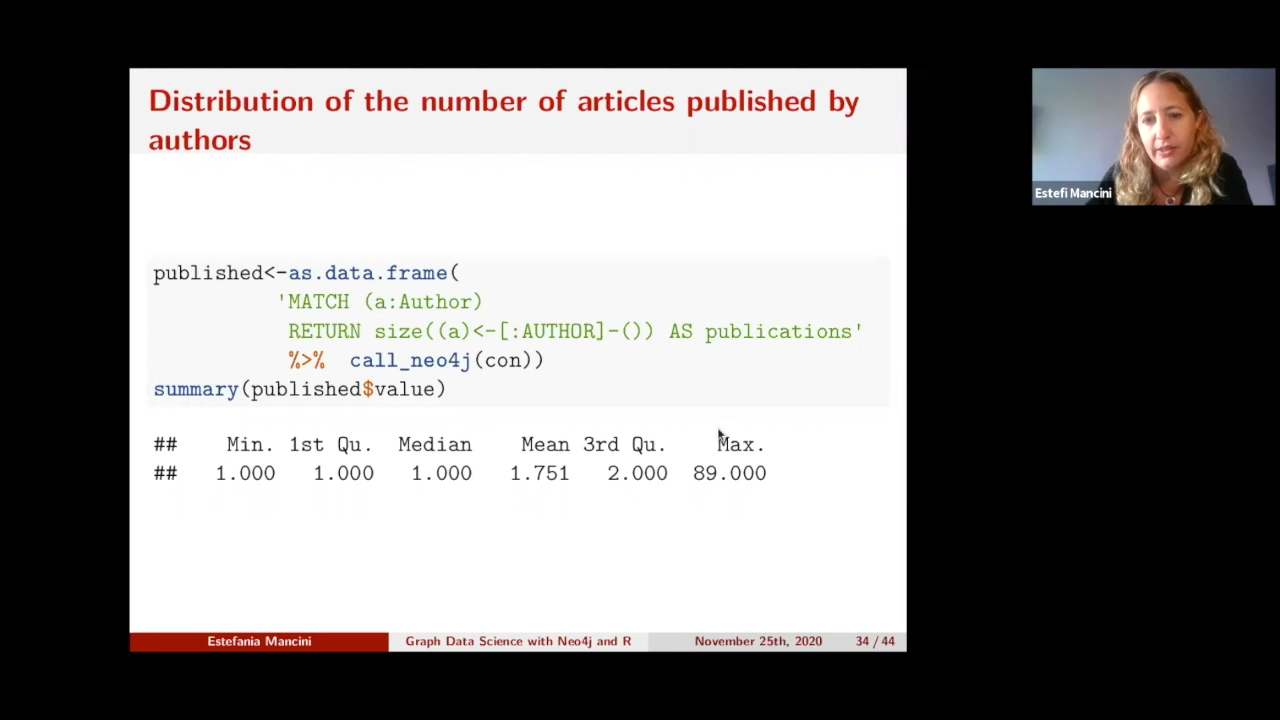 Distribution of the number of articles published by
authors
Estefi Mancini
published<-as.data.frame(
'MATCH (a:Author)
RETURN size((a)<-[:AUTHOR]-()) AS publications'
%>% call_neo4j(con))
summary(published$value)
## Min. 1st Qu. Median Mean 3rd Qu. Max.
## 1.000 1.000 1.000 1.751 2.000 89.000
Estefania Mancini Graph Data Science with Neo4j and R November 25th, 2020 34 / 44